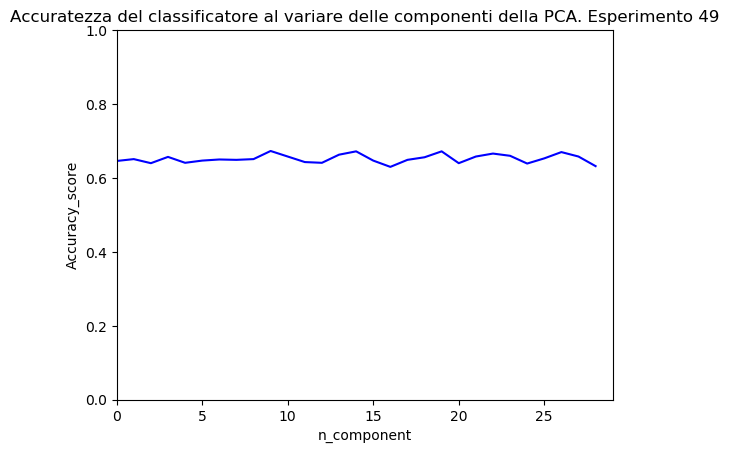 Accuratezza del classificatore al variare delle componenti della PCA. Esperimento 49
1.0
0.8
0.6
0.4
0.2
0.0
Accuracy_score
0 5 10 15 20 25
n_component